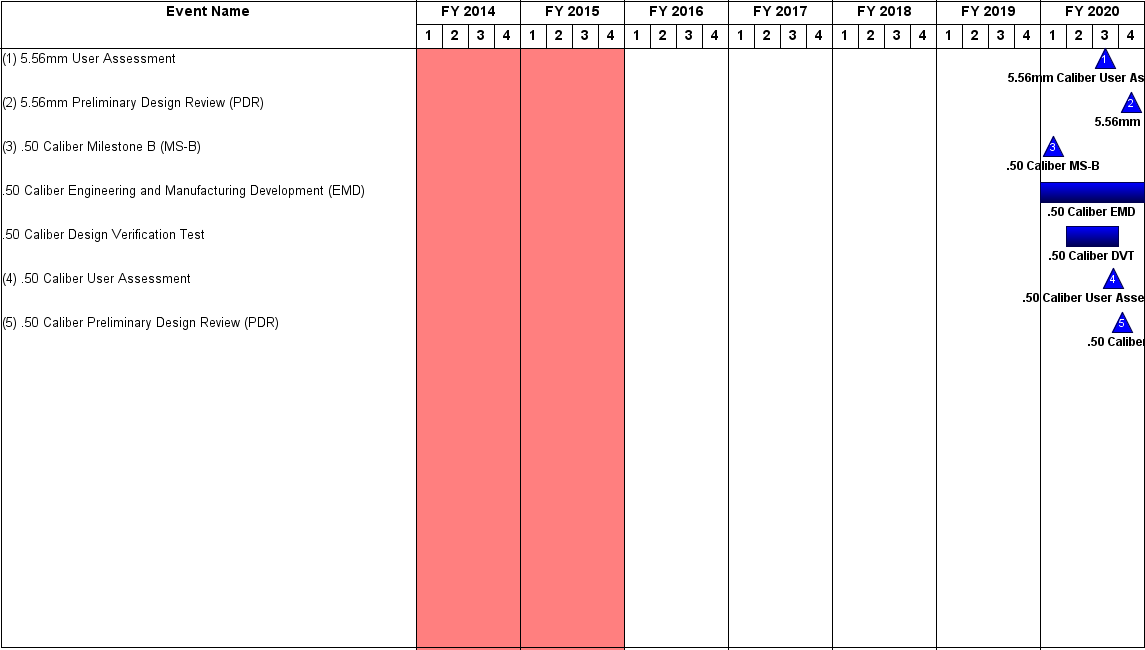 Event Name FY 2014 FY 2015 FY 2016 FY 2017 FY 2018 FY 2019 FY 2020
1 2 3 4 1 2 3 4 1 2 3 4 1 2 3 4 1 2 3 4 1 2 3 4 1 2 3 4
(1) 5.56mm User Assessment 1
5.56mm Caliber User As
(2) 5.56mm Preliminary Design Review (PDR) 2
5.56mm
(3) .50 Caliber Milestone B (MS-B) 3
.50 Caliber MS-B
.50 Caliber Engineering and Manufacturing Development (EMD)
.50 Caliber EMD
.50 Caliber Design Verification Test
.50 Caliber DVT
(4) .50 Caliber User Assessment 4
.50 Caliber User Asse
(5) .50 Caliber Preliminary Design Review (PDR) 5
.50 Caliber